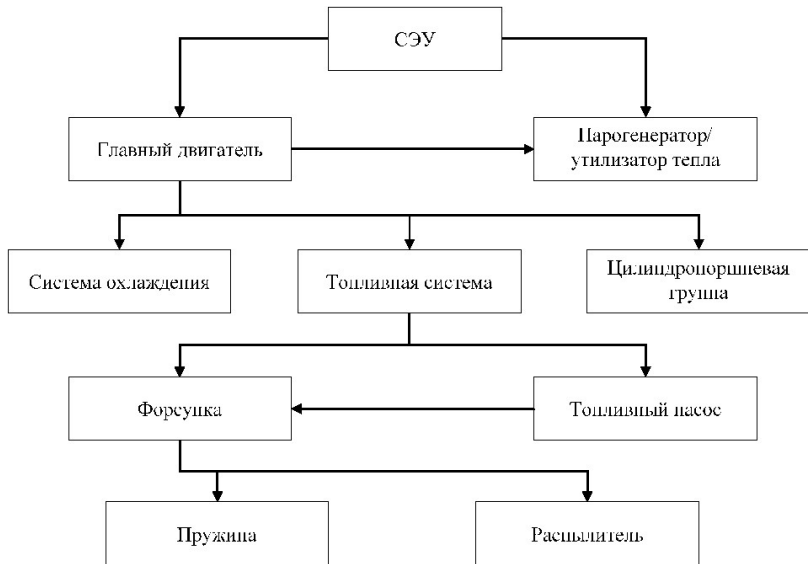 СЭУ
Главный двигатель
Парогенератор/
утилизатор тепла
Система охлаждения
Топливная система
Цилиндропоршневая
группа
Форсунка
Топливный насос
Пружина
Распылитель